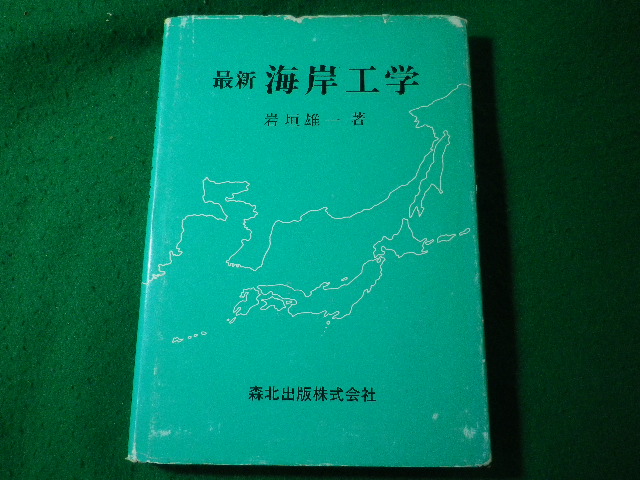 最新 海岸工学
岩垣雄一 著
森北出版株式会社